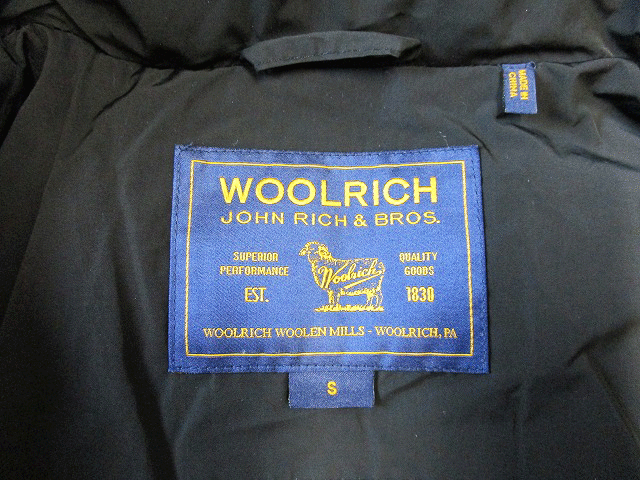 MADE IN
CHINA
WOOLRICH
JOHN RICH & BROS.
SUPERIOR
PERFORMANCE
EST.
Woolrich
QUALITY
GOODS
1830
WOOLRICH WOOLEN MILLS - WOOLRICH, PA
S